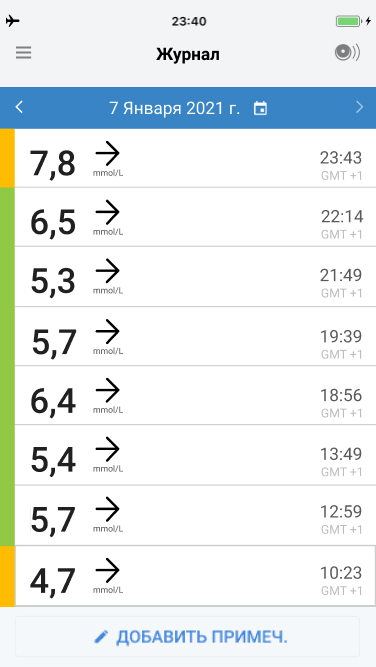 23:40
Журнал
7 Января 2021 г.
7,8 mmol/L 23:43
GMT +1
6,5 mmol/L 22:14
GMT +1
5,3 mmol/L 21:49
GMT +1
5,7 mmol/L 19:39
GMT +1
6,4 mmol/L 18:56
GMT +1
5,4 mmol/L 13:49
GMT +1
5,7 mmol/L 12:59
GMT +1
4,7 mmol/L 10:23
GMT +1
ДОБАВИТЬ ПРИМЕЧ.